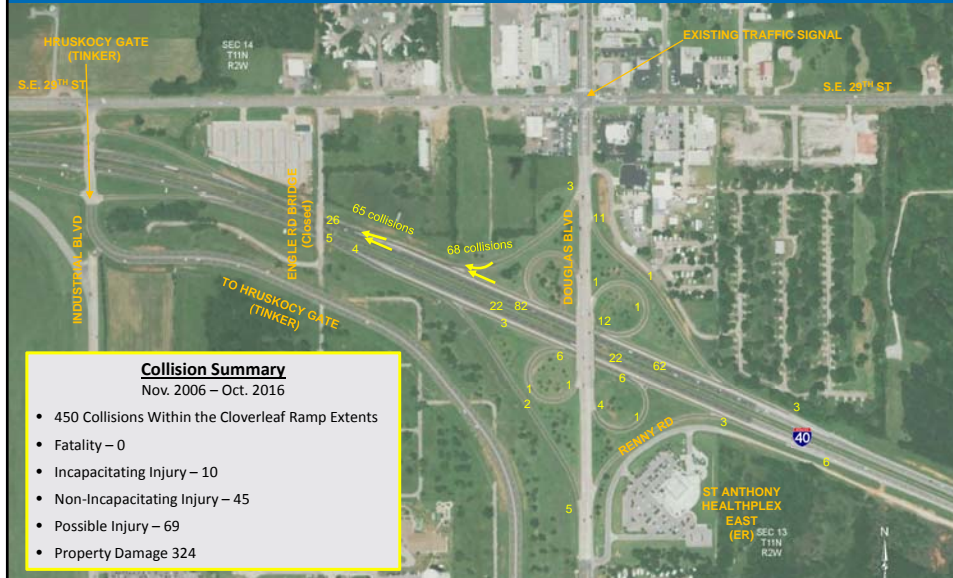 HRUSKOCY GATE
(TINKER)
SEC 14
T11N
R2W
EXISTING TRAFFIC SIGNAL
S.E. 29TH ST
S.E. 29TH ST
INDUSTRIAL BLVD
ENGLE RD BRIDGE
(Closed)
DOUGLAS BLVD
3
11
26
65 collisions
5
4
68 collisions
1
1
1
TO HRUSKOCY GATE
(TINKER)
22
82
3
12
6
22
62
6
1
1
2
4
1
3
3
RENNY RD
40
6
5
ST ANTHONY
HEALTHPLEX
EAST
(ER)
SEC 13
T11N
R2W
N
Collision Summary
Nov. 2006 – Oct. 2016
• 450 Collisions Within the Cloverleaf Ramp Extents
• Fatality – 0
• Incapacitating Injury – 10
• Non-Incapacitating Injury – 45
• Possible Injury – 69
• Property Damage 324